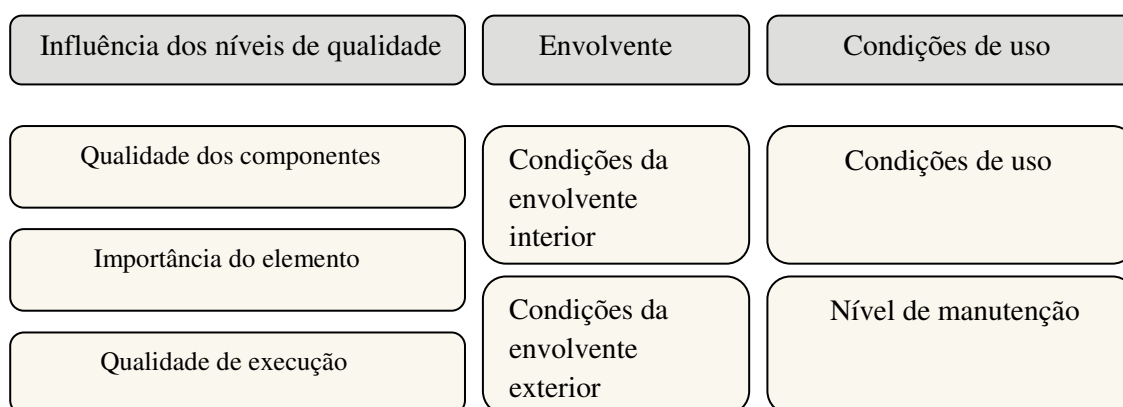 Influência dos níveis de qualidade
Envolvente
Condições de uso
Qualidade dos componentes
Importância do elemento
Qualidade de execução
Condições da
envolvente
interior
Condições da
envolvente
exterior
Condições de uso
Nível de manutenção